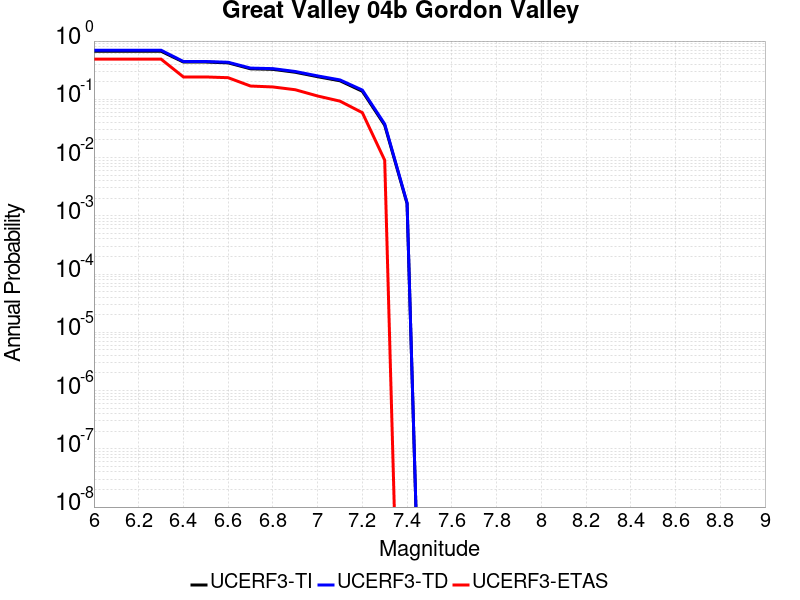 Great Valley 04b Gordon Valley
10^0
10^-1
10^-2
10^-3
10^-4
10^-5
10^-6
10^-7
10^-8
Annual Probability
6 6.2 6.4 6.6 6.8 7 7.2 7.4 7.6 7.8 8 8.2 8.4 8.6 8.8 9
Magnitude
UCERF3-TI UCERF3-TD UCERF3-ETAS